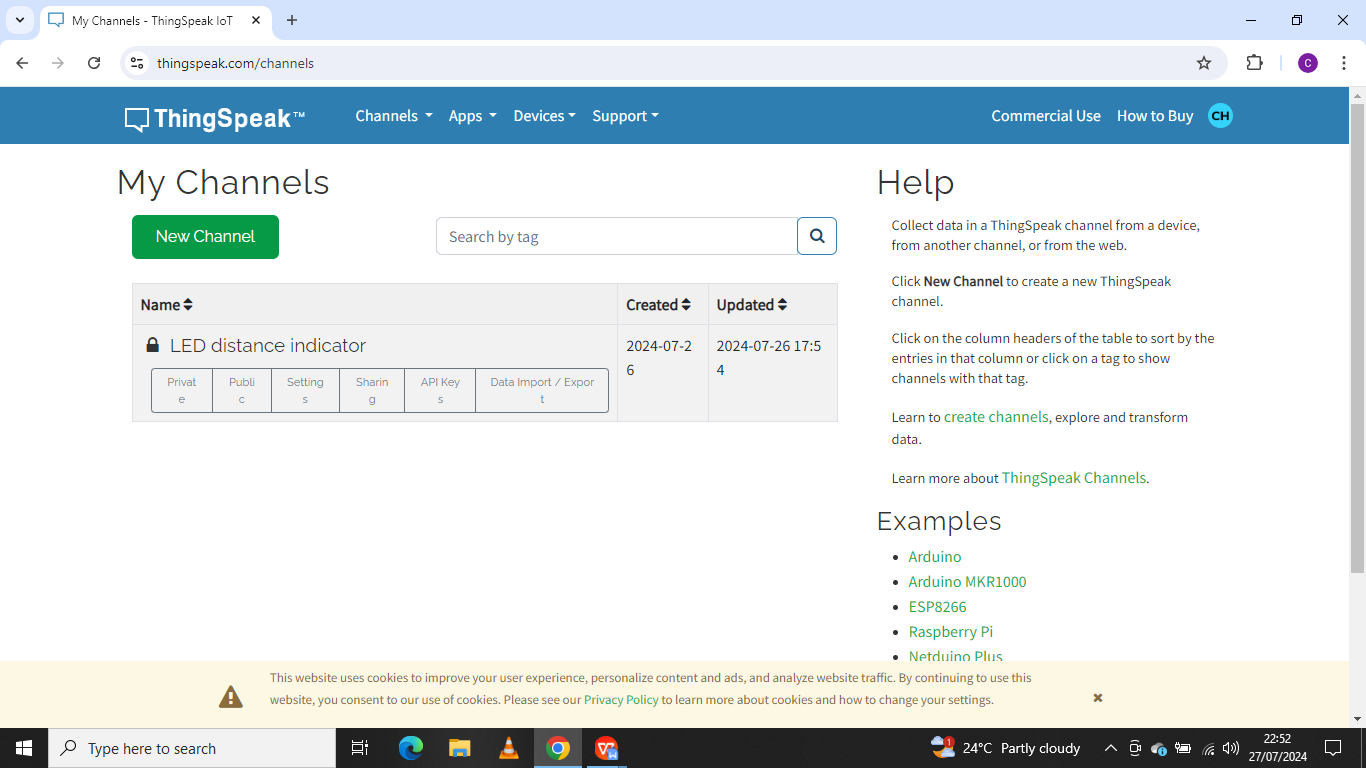 My Channels - ThingSpeak IoT
thingspeak.com/channels
C
ThingSpeak™
Channels
Apps
Devices
Support
Commercial Use
How to Buy
CH
My Channels
New Channel
Search by tag
Name
Created
Updated
LED distance indicator
2024-07-2
6
2024-07-26 17:5
4
Privat
e
Publi
c
Setting
s
Sharin
g
API Key
s
Data Import / Expor
t
Help
Collect data in a ThingSpeak channel from a device,
from another channel, or from the web.
Click New Channel to create a new ThingSpeak
channel.
Click on the column headers of the table to sort by the
entries in that column or click on a tag to show
channels with that tag.
Learn to create channels, explore and transform
data.
Learn more about ThingSpeak Channels.
Examples
Arduino
Arduino MKR1000
ESP8266
Raspberry Pi
Netduino Plus
This website uses cookies to improve your user experience, personalize content and ads, and analyze website traffic. By continuing to use this
website, you consent to our use of cookies. Please see our Privacy Policy to learn more about cookies and how to change your settings.
Type here to search
1
24°C Partly cloudy
22:52
27/07/2024